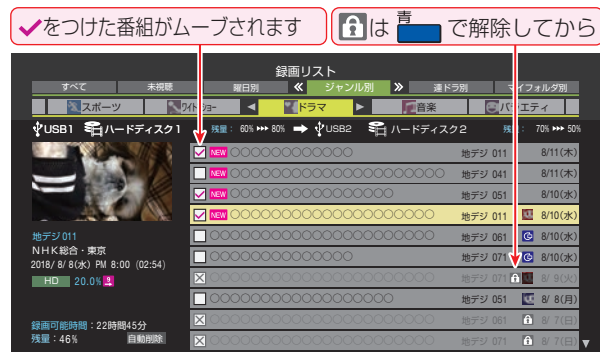 ✓をつけた番組がムーブされます
は 青 で解除してから
録画リスト
すべて 未視聴 曜日別 ≪ ジャンル別 ≫ 連ドラ別 マイフォルダ別
スポーツ ワイドショー ◀ ドラマ ▶ 音楽 バラエティ
USB1 ハードディスク1 残量： 60% ▸▸▸ 80% ➡ USB2 ハードディスク2 残量： 70% ▸▸▸ 50%
✓ NEW 〇〇〇〇〇〇〇〇〇〇〇〇 地デジ 011 8/11(木)
NEW 〇〇〇〇〇〇〇〇〇〇〇〇〇〇〇〇〇〇〇〇〇 地デジ 041 8/11(木)
✓ NEW 〇〇〇〇〇〇〇〇〇〇〇〇〇〇〇〇 地デジ 051 8/10(水)
✓ NEW 〇〇〇〇〇〇〇〇〇〇〇〇〇〇〇〇〇〇〇〇 地デジ 011 8/10(水)
〇〇〇〇〇〇〇〇〇〇〇〇〇〇〇〇〇〇〇〇〇〇 地デジ 061 8/10(水)
〇〇〇〇〇〇〇〇〇〇〇〇〇〇〇〇〇〇 地デジ 071 8/10(水)
☒ 〇〇〇〇〇〇〇〇〇〇〇〇〇〇〇〇〇〇〇〇〇〇 地デジ 071 8/ 9(火)
〇〇〇〇〇〇〇〇〇〇〇〇〇〇〇〇〇〇 地デジ 051 8/ 8(月)
☒ 〇〇〇〇〇〇〇〇〇〇〇〇〇〇〇〇〇〇〇〇〇〇 地デジ 061 8/ 7(日)
☒ 〇〇〇〇〇〇〇〇〇〇〇〇〇〇〇〇〇〇〇〇〇〇 地デジ 071 8/ 7(日) ▼
地デジ 011
NHK総合・東京
2018/ 8/ 8(水) PM 8:00 (02:54)
HD 20.0%
録画可能時間：22時間45分
残量：46% 自動削除